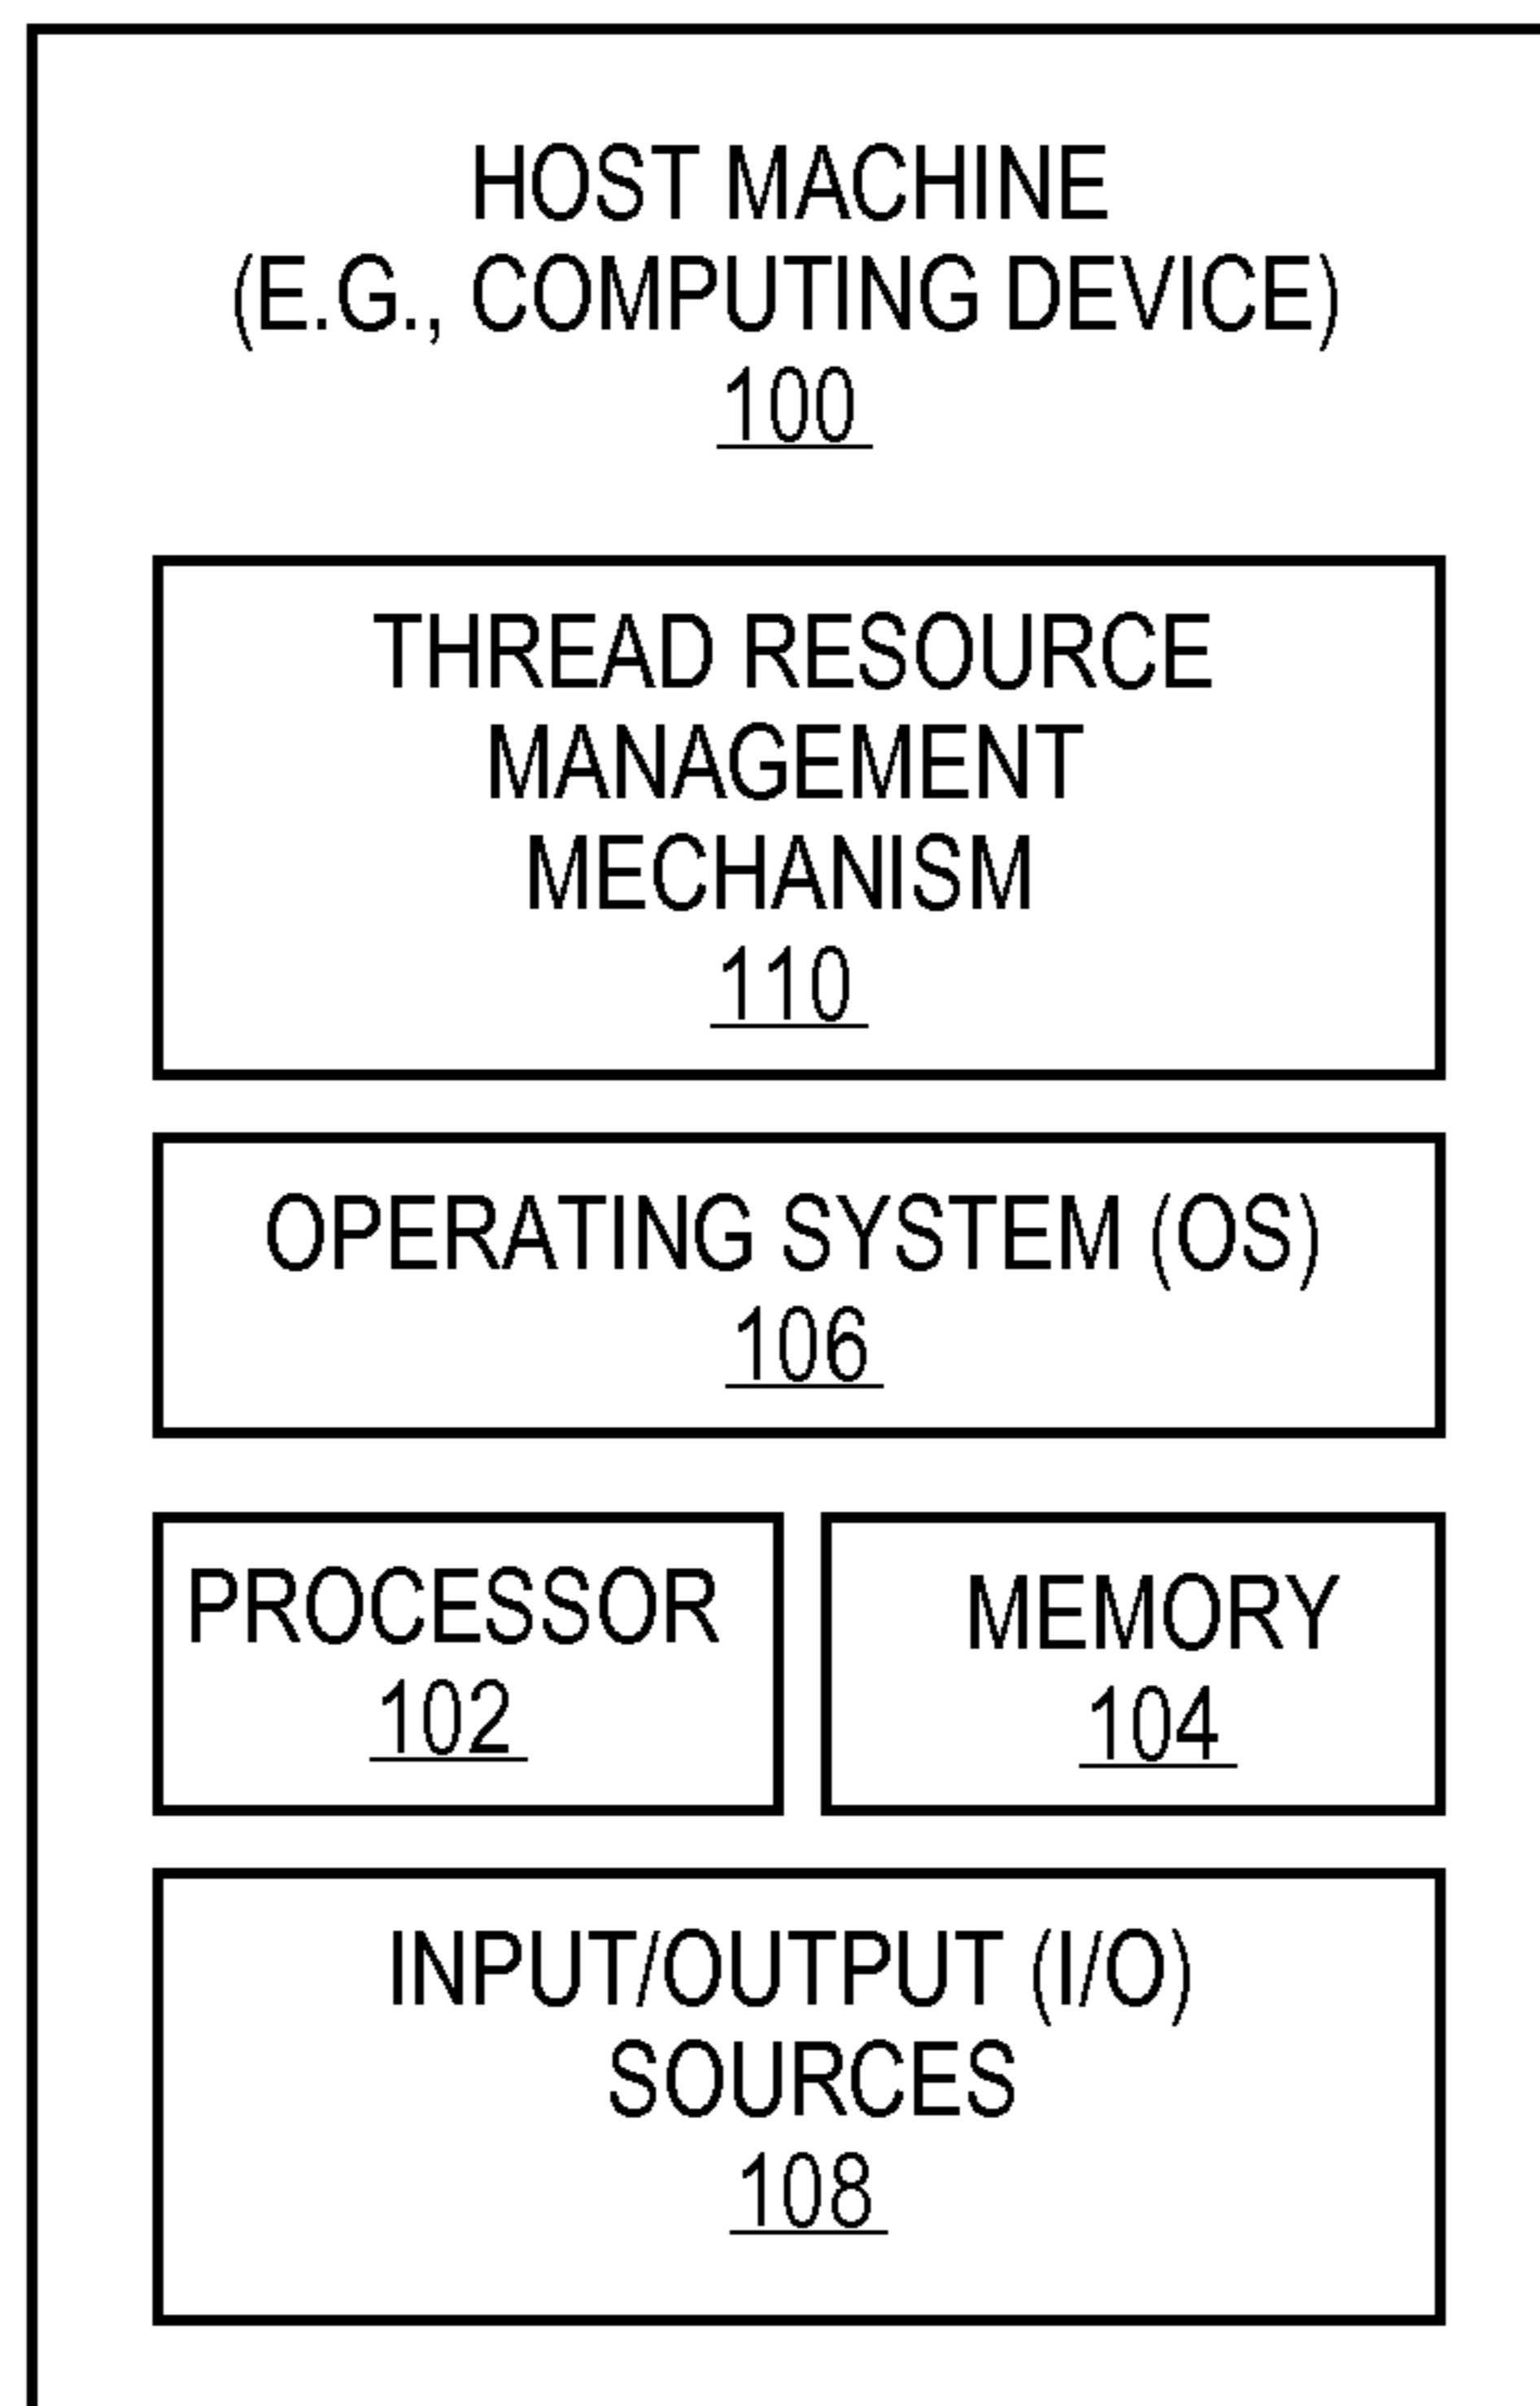 HOST MACHINE
(E.G., COMPUTING DEVICE)
100
THREAD RESOURCE
MANAGEMENT
MECHANISM
110
OPERATING SYSTEM (OS)
106
PROCESSOR
102
MEMORY
104
INPUT/OUTPUT (I/O)
SOURCES
108